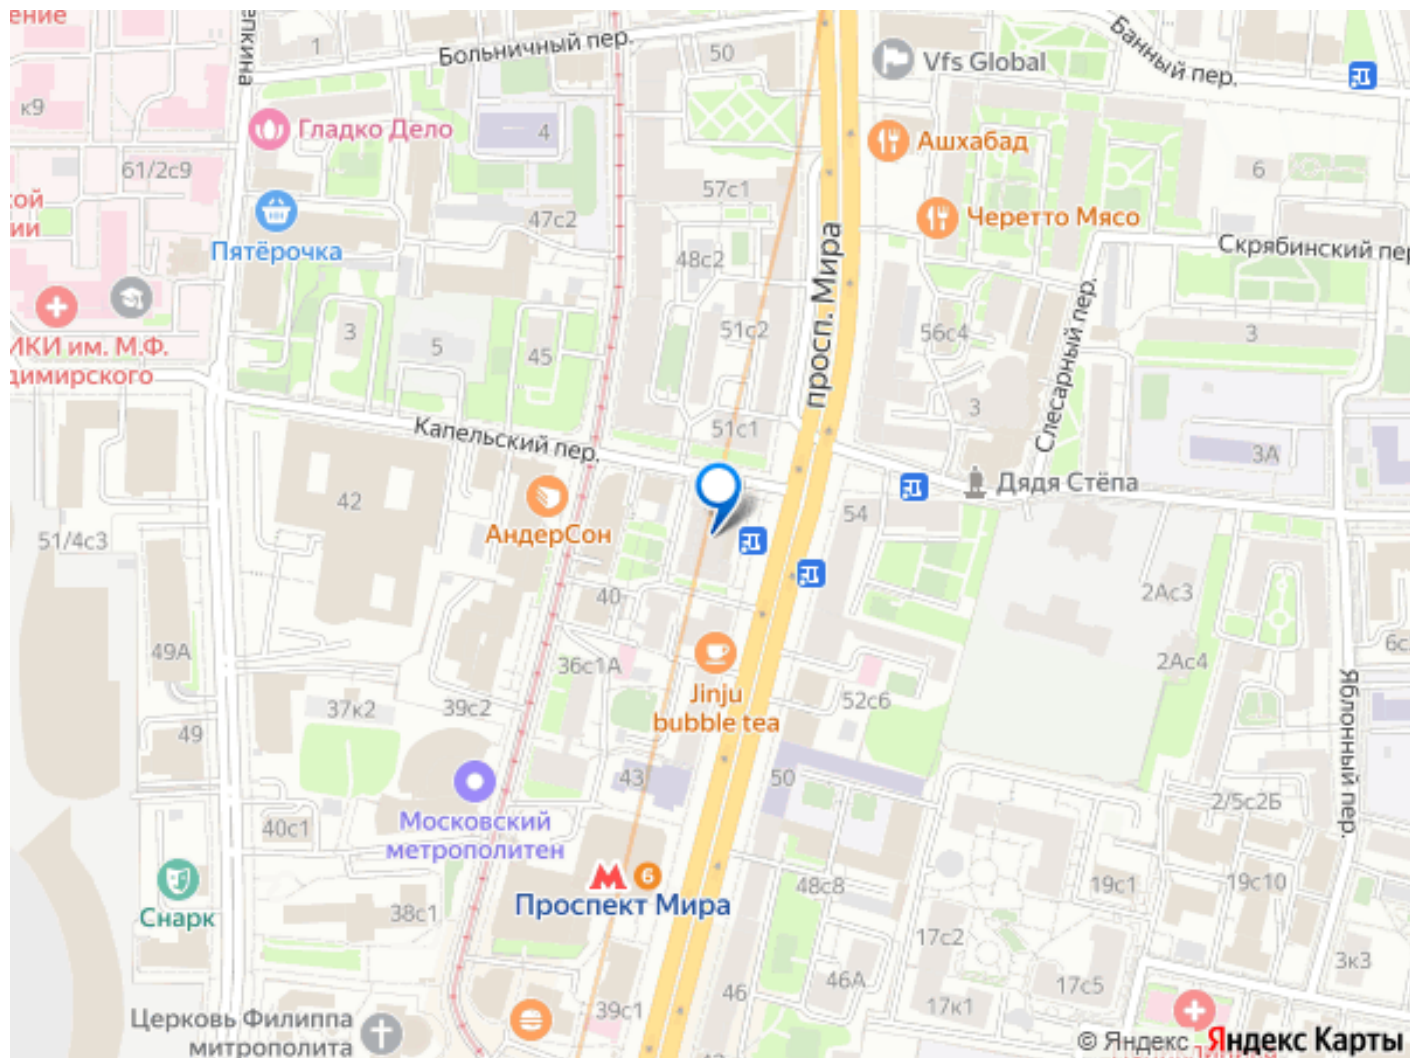 ение
епкина
1
Больничный пер.
50
Vfs Global
Банный пер.
к9
Гладко Дело
4
Ашхабад
61/2с9
6
57с1
кой
ии
47с2
Черетто Мясо
Пятёрочка
48с2
Скрябинский пер
просп. Мира
3
5
45
51с2
56с4
Слесарный пер.
3
ИКИ им. М.Ф.
димирского
3
51с1
Капельский пер.
3А
42
АндерСон
54
Дядя Стёпа
51/4с3
40
2Ас3
49А
36с1А
Jinju
bubble tea
2Ас4
6с
37к2
39с2
52с6
Яблонный пер.
49
43
50
2/5с2Б
40с1
Московский
метрополитен
6
Проспект Мира
48с8
19с1
19с10
Снарк
38с1
17с2
3к3
46А
17с5
46
39с1
17к1
Церковь Филиппа
митрополита
© Яндекс Яндекс Карты